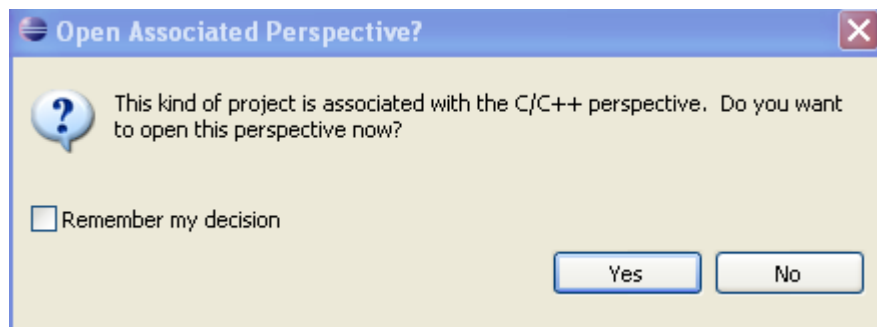 Open Associated Perspective?
This kind of project is associated with the C/C++ perspective. Do you want
to open this perspective now?
Remember my decision
Yes
No